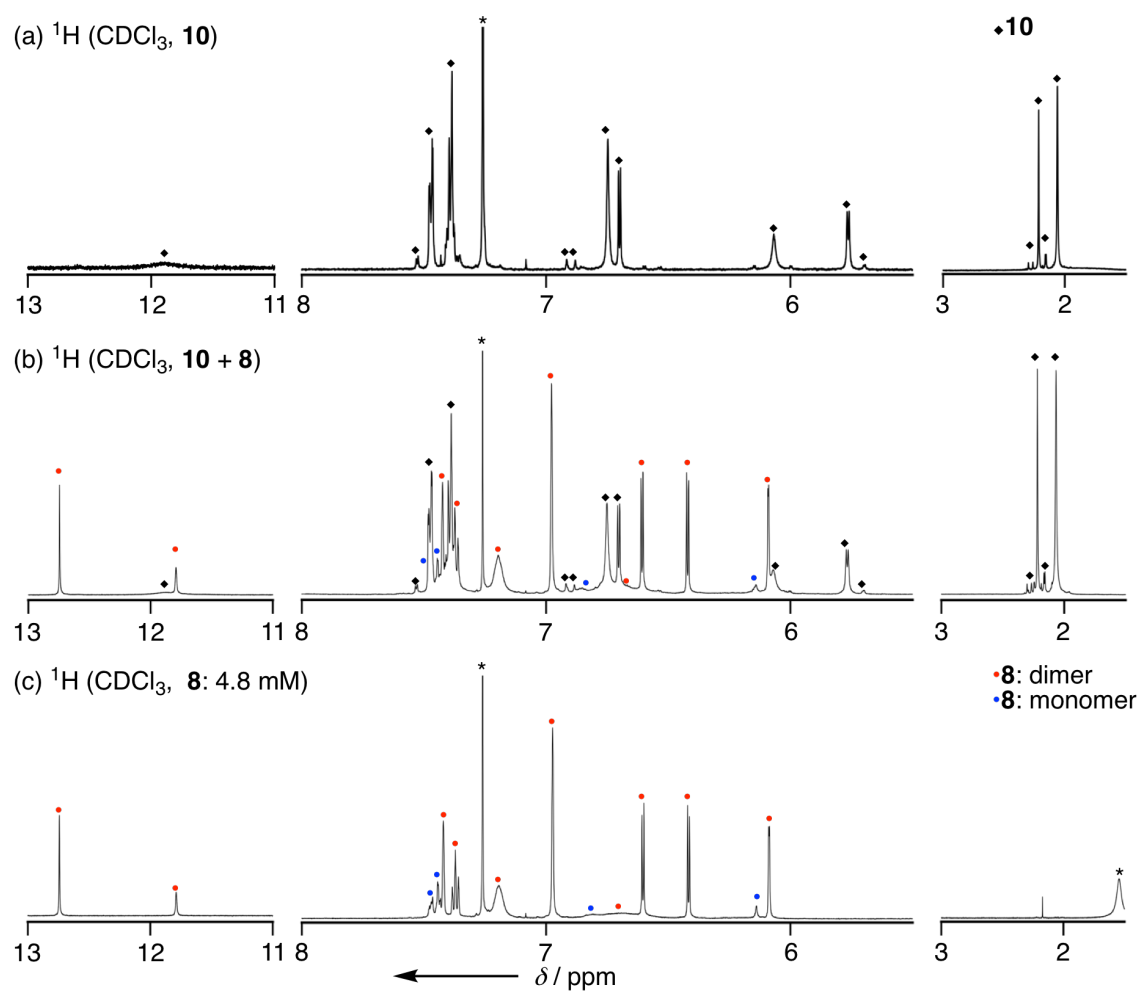 (a) ¹H (CDCl₃, 10)
◆10
*
13 12 11 8 7 6 3 2
(b) ¹H (CDCl₃, 10 + 8)
*
13 12 11 8 7 6 3 2
(c) ¹H (CDCl₃, 8: 4.8 mM)
*
•8: dimer
•8: monomer
*
13 12 11 8 7 6 3 2
δ / ppm